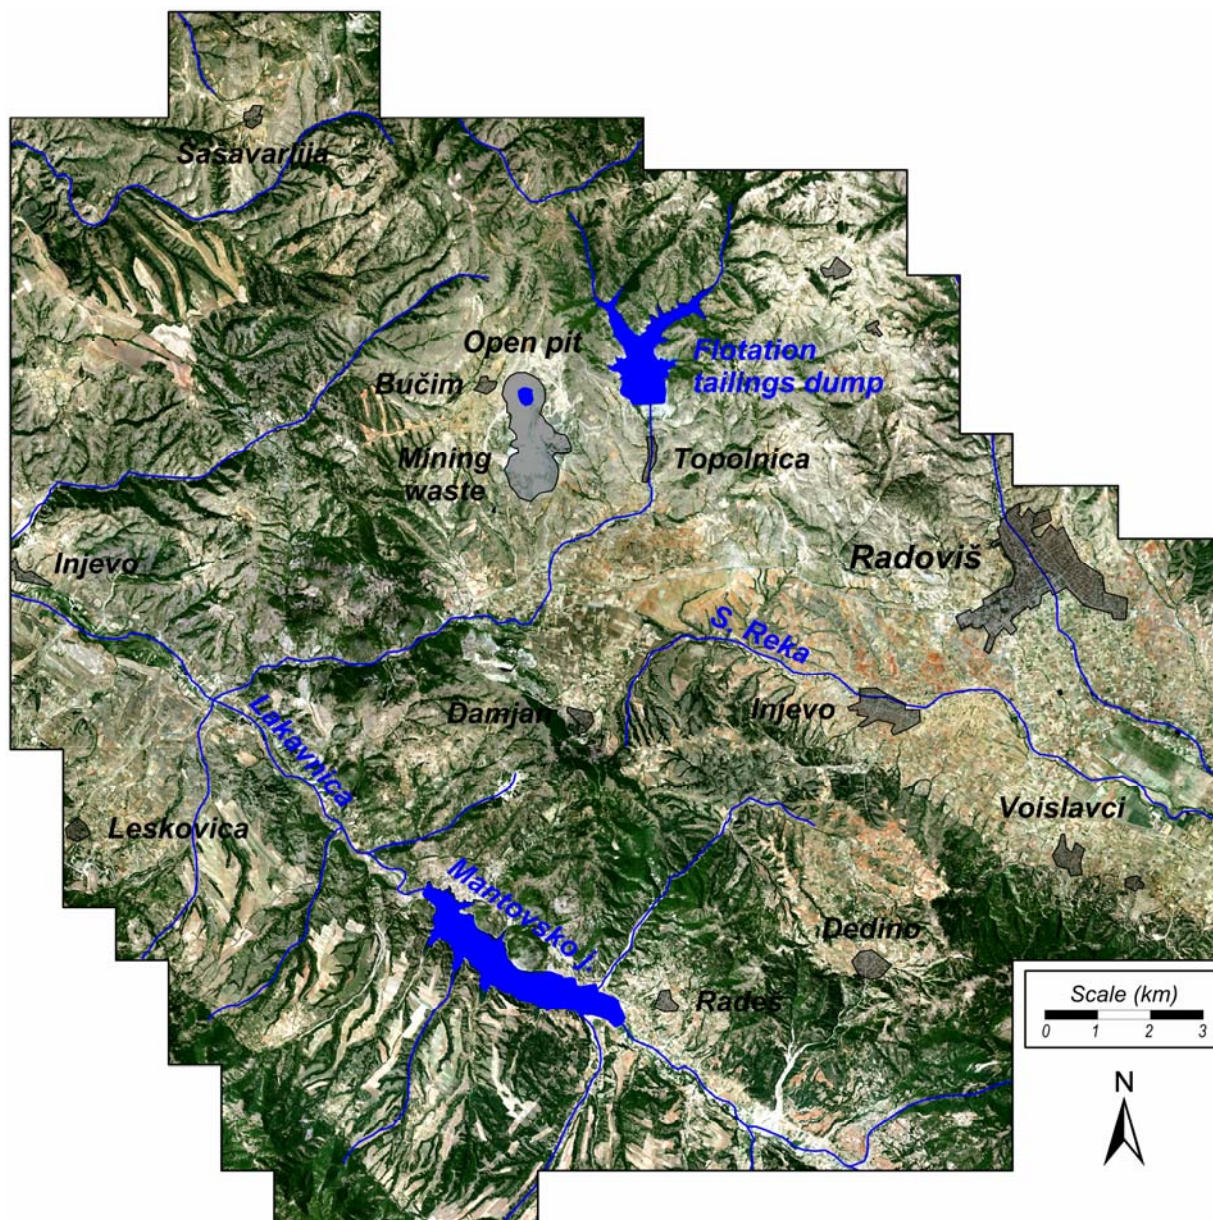 Šašavarlija
Open pit
Bučim
Flotation
tailings dump
Mining
waste
Topolnica
Injevo
Radoviš
S. Reka
Lakavnica
Damjan
Injevo
Leskovica
Voislavci
Mantovsko j.
Dedino
Radeš
Scale (km)
0 1 2 3
N